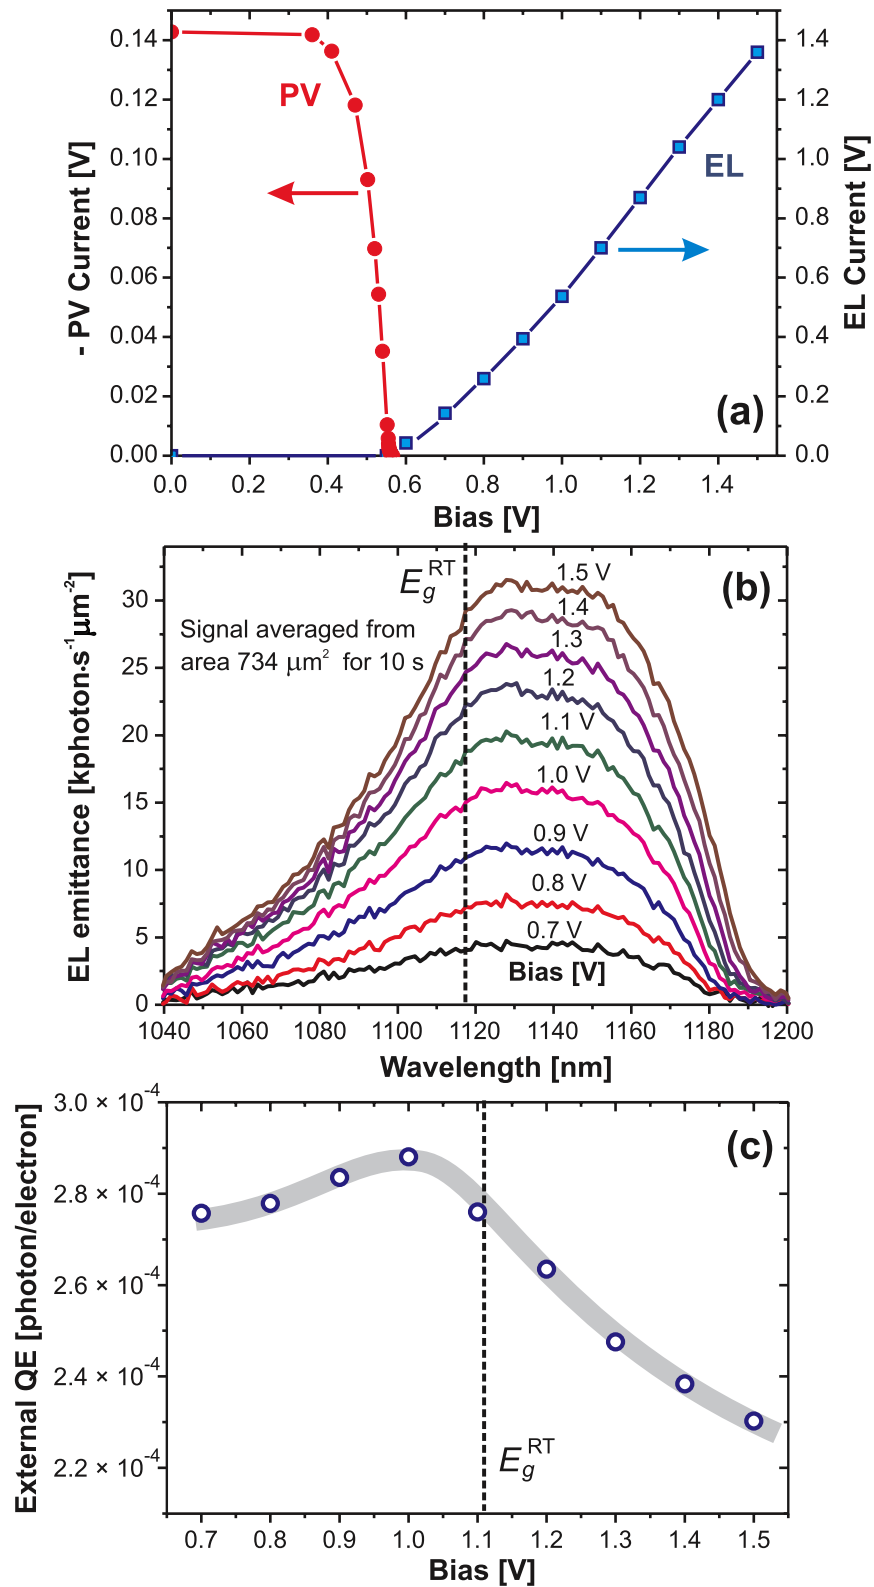 0.14
0.12
0.10
0.08
0.06
0.04
0.02
0.00
- PV Current [V]
PV
EL
(a)
1.4
1.2
1.0
0.8
0.6
0.4
0.2
0.0
EL Current [V]
0.0 0.2 0.4 0.6 0.8 1.0 1.2 1.4
Bias [V]
EL emittance [kphoton·s⁻¹μm⁻²]
30
25
20
15
10
5
0
E_g^RT
(b)
Signal averaged from
area 734 μm² for 10 s
1.5 V
1.4
1.3
1.2
1.1 V
1.0 V
0.9 V
0.8 V
0.7 V
Bias [V]
1040 1060 1080 1100 1120 1140 1160 1180 1200
Wavelength [nm]
External QE [photon/electron]
3.0 × 10⁻⁴
2.8 × 10⁻⁴
2.6 × 10⁻⁴
2.4 × 10⁻⁴
2.2 × 10⁻⁴
(c)
E_g^RT
0.7 0.8 0.9 1.0 1.1 1.2 1.3 1.4 1.5
Bias [V]